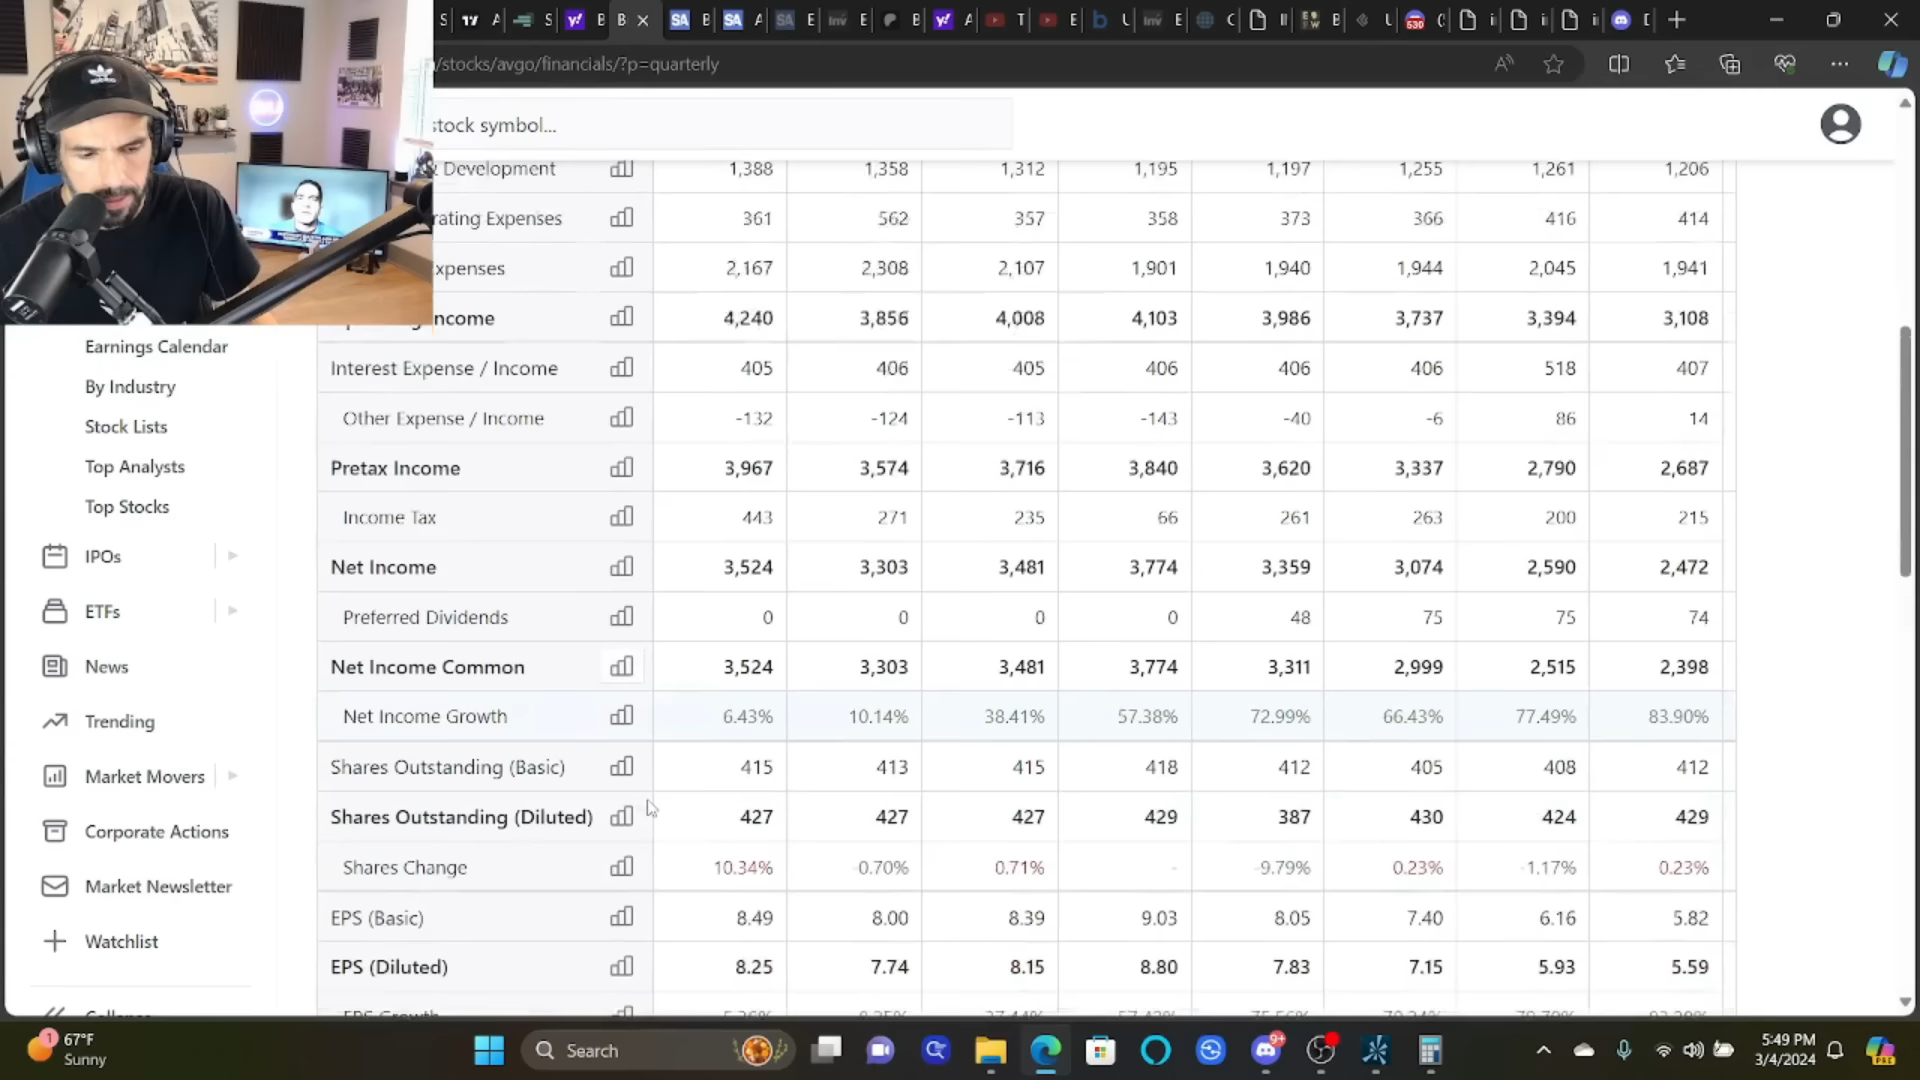 /stocks/avgo/financials/?p=quarterly
stock symbol...
& Development 1,388 1,358 1,312 1,195 1,197 1,255 1,261 1,206
rating Expenses 361 562 357 358 373 366 416 414
xpenses 2,167 2,308 2,107 1,901 1,940 1,944 2,045 1,941
ncome 4,240 3,856 4,008 4,103 3,986 3,737 3,394 3,108
Interest Expense / Income 405 406 405 406 406 406 518 407
Other Expense / Income -132 -124 -113 -143 -40 -6 86 14
Pretax Income 3,967 3,574 3,716 3,840 3,620 3,337 2,790 2,687
Income Tax 443 271 235 66 261 263 200 215
Net Income 3,524 3,303 3,481 3,774 3,359 3,074 2,590 2,472
Preferred Dividends 0 0 0 0 48 75 75 74
Net Income Common 3,524 3,303 3,481 3,774 3,311 2,999 2,515 2,398
Net Income Growth 6.43% 10.14% 38.41% 57.38% 72.99% 66.43% 77.49% 83.90%
Shares Outstanding (Basic) 415 413 415 418 412 405 408 412
Shares Outstanding (Diluted) 427 427 427 429 387 430 424 429
Shares Change 10.34% -0.70% 0.71% - -9.79% 0.23% -1.17% 0.23%
EPS (Basic) 8.49 8.00 8.39 9.03 8.05 7.40 6.16 5.82
EPS (Diluted) 8.25 7.74 8.15 8.80 7.83 7.15 5.93 5.59
Earnings Calendar
By Industry
Stock Lists
Top Analysts
Top Stocks
IPOs
ETFs
News
Trending
Market Movers
Corporate Actions
Market Newsletter
Watchlist
67°F
Sunny
Search
5:49 PM
3/4/2024